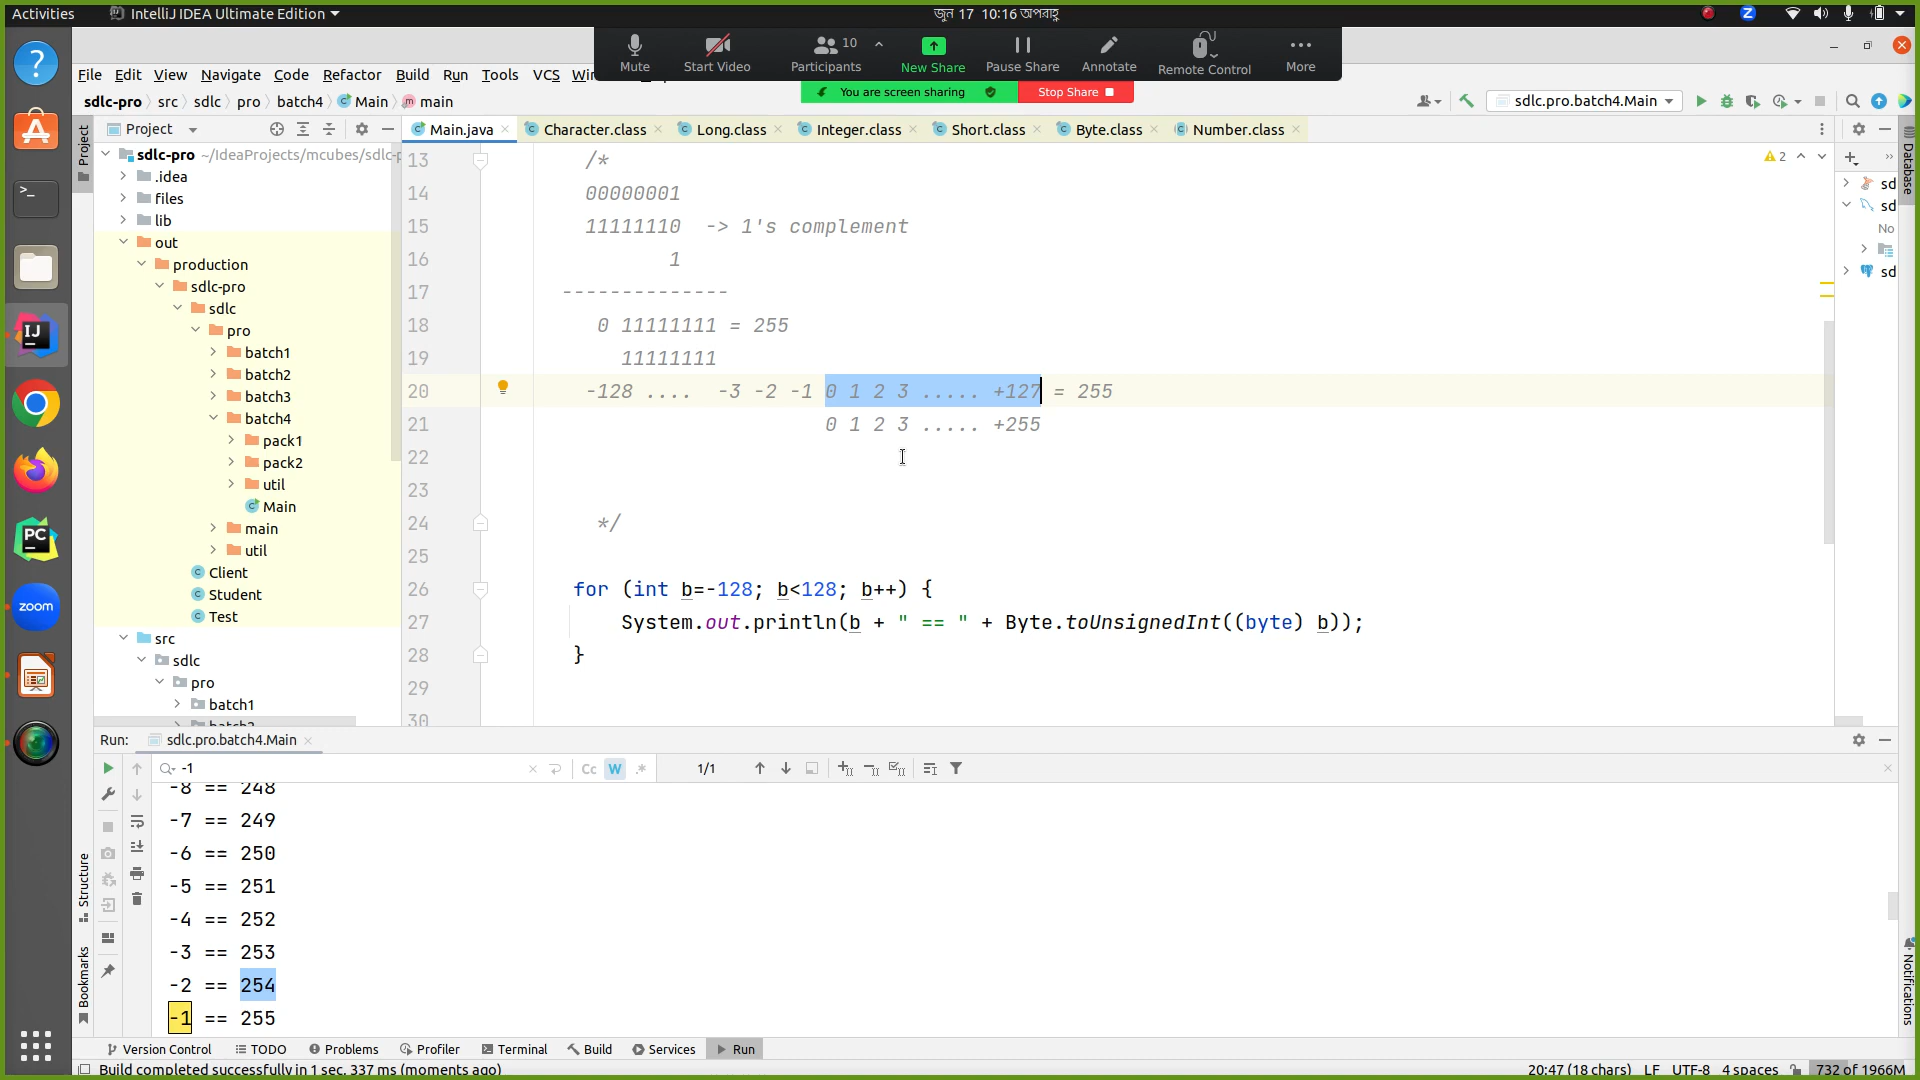 Activities IntelliJ IDEA Ultimate Edition জুন 17 10:16 অপরাহ্ণ
Mute Start Video Participants 10 New Share Pause Share Annotate Remote Control More
You are screen sharing Stop Share
File Edit View Navigate Code Refactor Build Run Tools VCS
sdlc-pro src sdlc pro batch4 Main main sdlc.pro.batch4.Main
Project Main.java Character.class Long.class Integer.class Short.class Byte.class Number.class
sdlc-pro ~/IdeaProjects/mcubes/sdlc-p
.idea
files
lib
out
production
sdlc-pro
sdlc
pro
batch1
batch2
batch3
batch4
pack1
pack2
util
Main
main
util
Client
Student
Test
src
sdlc
pro
batch1
13 /*
14 00000001
15 11111110 -> 1's complement
16 1
17 --------------
18 0 11111111 = 255
19 11111111
20 -128 .... -3 -2 -1 0 1 2 3 ..... +127 = 255
21 0 1 2 3 ..... +255
22
23
24 */
25
26 for (int b=-128; b<128; b++) {
27 System.out.println(b + " == " + Byte.toUnsignedInt((byte) b));
28 }
29
30
2
sd
sd
No
sd
Project
Structure
Bookmarks
Database
Notifications
Run: sdlc.pro.batch4.Main
-1 Cc W .* 1/1
-8 == 248
-7 == 249
-6 == 250
-5 == 251
-4 == 252
-3 == 253
-2 == 254
-1 == 255
Version Control TODO Problems Profiler Terminal Build Services Run
Build completed successfully in 1 sec, 337 ms (moments ago) 20:47 (18 chars) LF UTF-8 4 spaces 732 of 1966M
IJ
PC
zoom